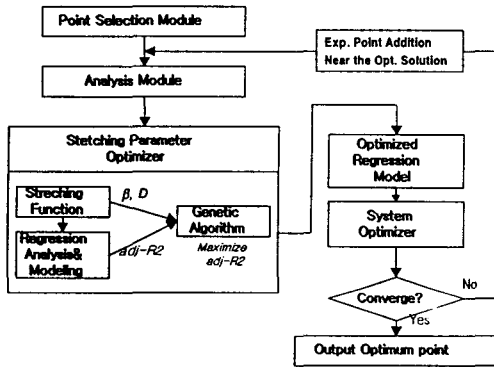 Point Selection Module
Exp. Point Addition
Near the Opt. Solution
Analysis Module
Stetching Parameter
Optimizer
Streching
Function
β, D
Genetic
Algorithm
Maximize
adj-R2
Regression
Analysis&
Modeling
adj-R2
Optimized
Regression
Model
System
Optimizer
Converge?
No
Yes
Output Optimum point